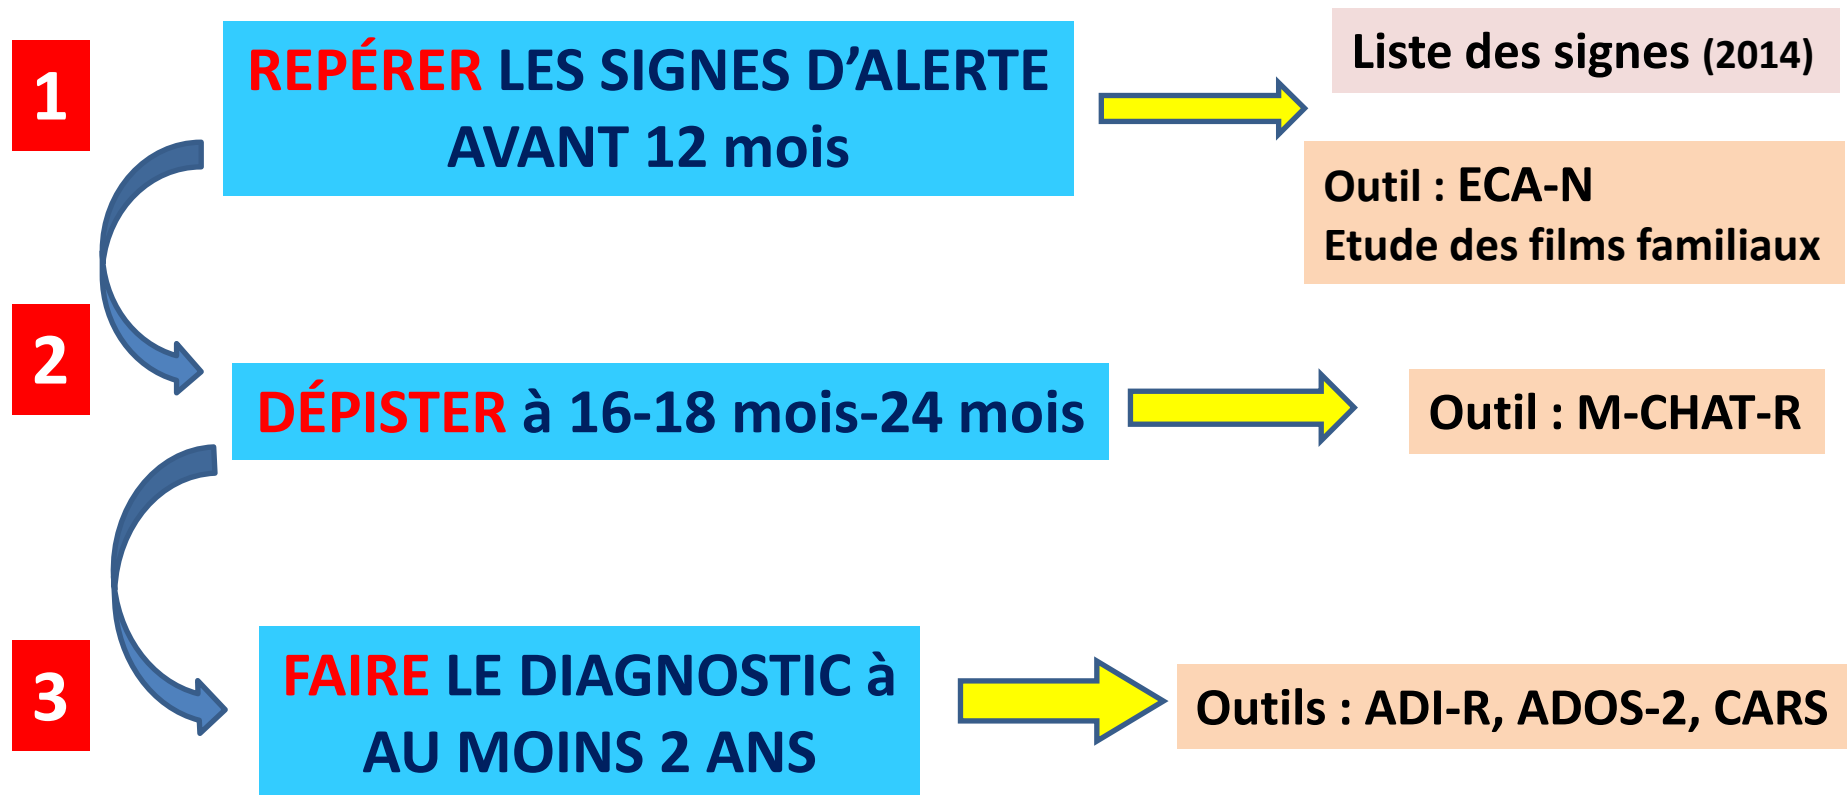 1
REPÉRER LES SIGNES D’ALERTE
AVANT 12 mois
Liste des signes (2014)
Outil : ECA-N
Etude des films familiaux
2
DÉPISTER à 16-18 mois-24 mois
Outil : M-CHAT-R
3
FAIRE LE DIAGNOSTIC à
AU MOINS 2 ANS
Outils : ADI-R, ADOS-2, CARS